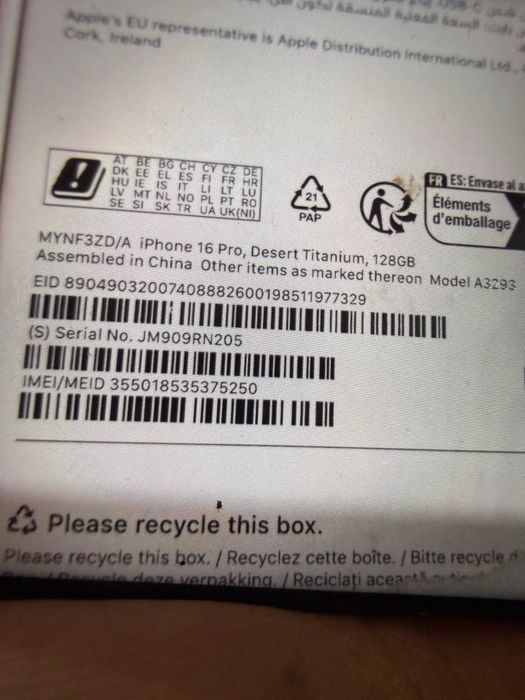 Apple's EU representative is Apple Distribution International Ltd.,
Cork, Ireland
AT BE BG CH CY CZ DE
DK EE EL ES FI FR HR
HU IE IS IT LI LT LU
LV MT NL NO PL PT RO
SE SI SK TR UA UK(NI)
21
PAP
FR ES: Envase al
Éléments
d'emballage
MYNF3ZD/A iPhone 16 Pro, Desert Titanium, 128GB
Assembled in China Other items as marked thereon Model A3293
EID 89049032007408882600198511977329
(S) Serial No. JM909RN205
IMEI/MEID 355018535375250
Please recycle this box.
Please recycle this box. / Recyclez cette boîte. / Bitte recycle
deze verpakking. / Reciclați